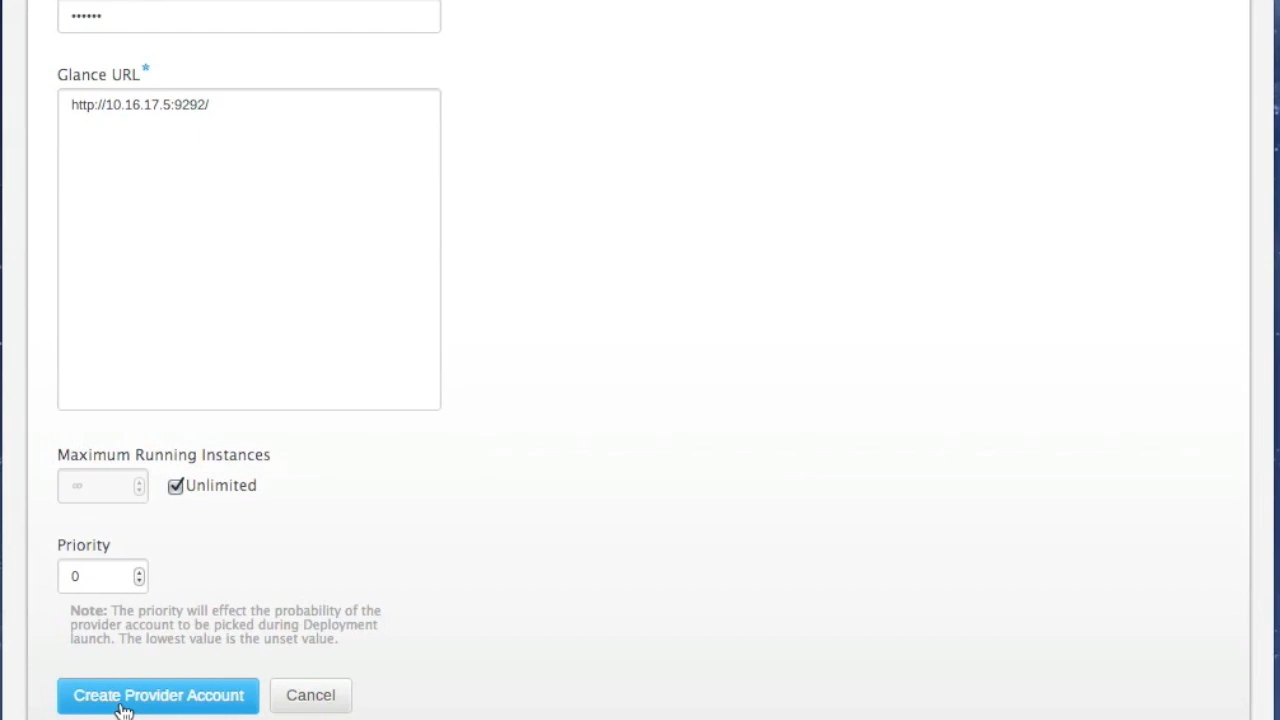 ••••••
Glance URL*
http://10.16.17.5:9292/
Maximum Running Instances
∞
Unlimited
Priority
0
Note: The priority will effect the probability of the
provider account to be picked during Deployment
launch. The lowest value is the unset value.
Create Provider Account
Cancel